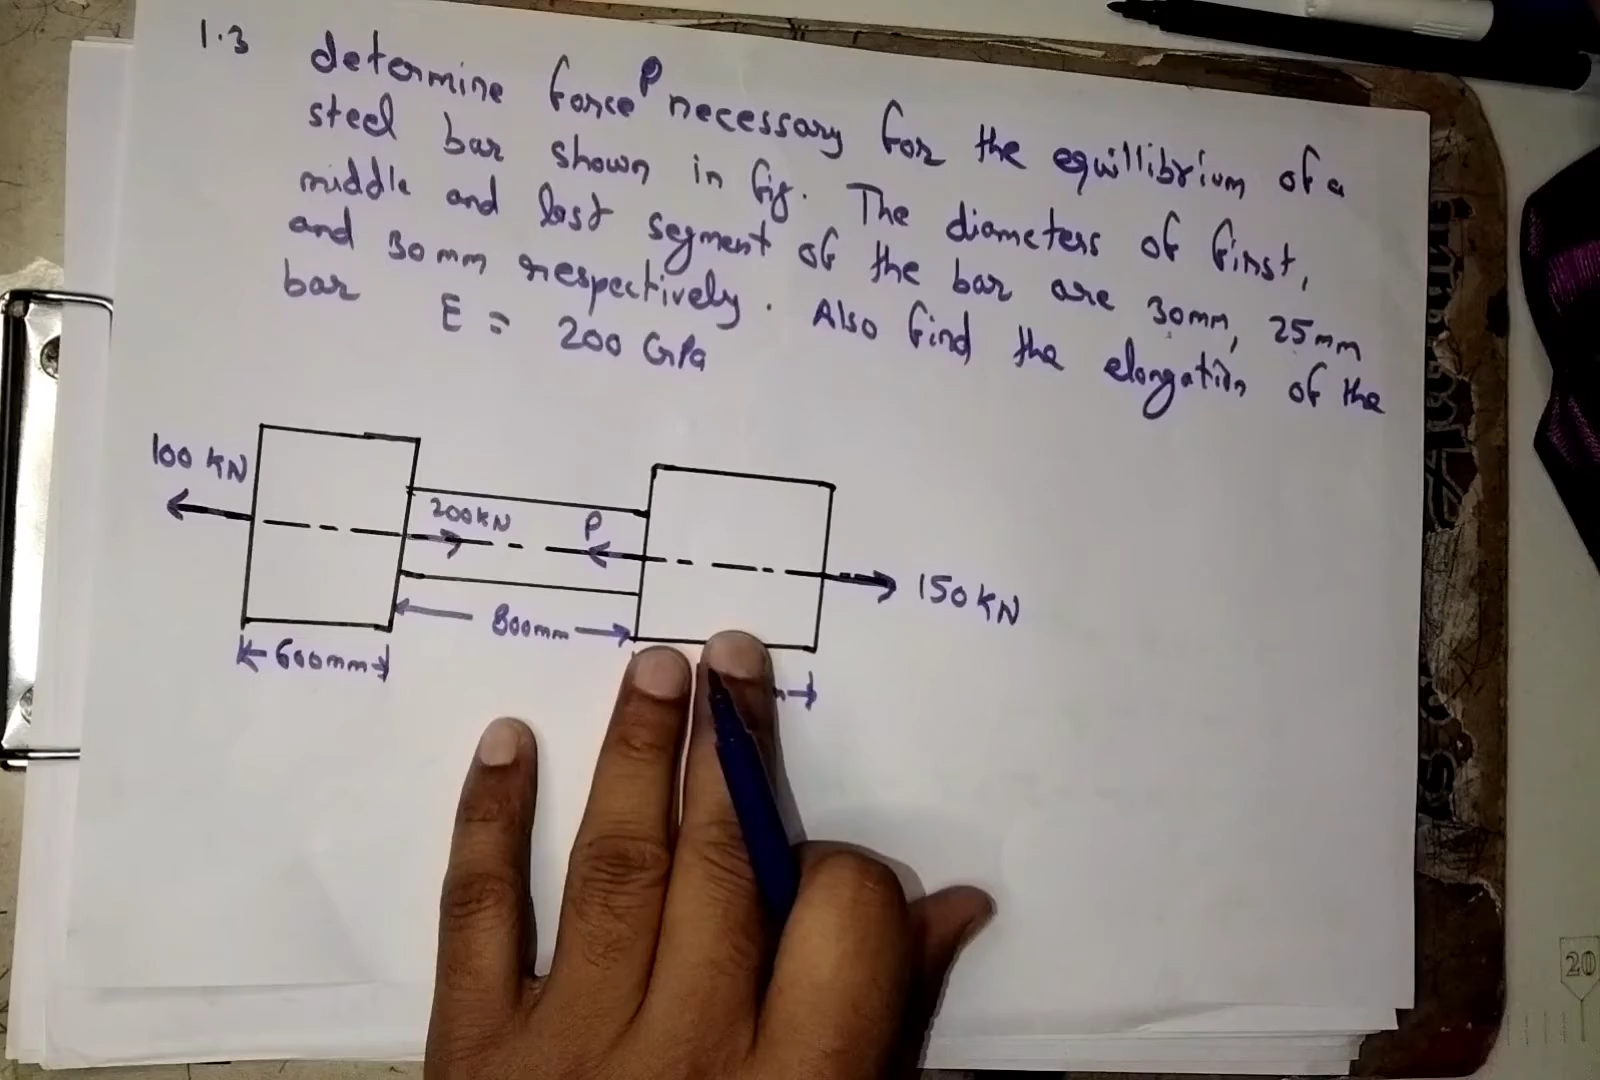 1.3 determine force P necessary for the equillibrium of a
steel bar shown in fig. The diameters of first,
middle and last segment of the bar are 30mm, 25mm
and 30mm respectively. Also find the elongation of the
bar E = 200 GPa
100 KN
200KN
P
150 KN
800mm
600mm
20